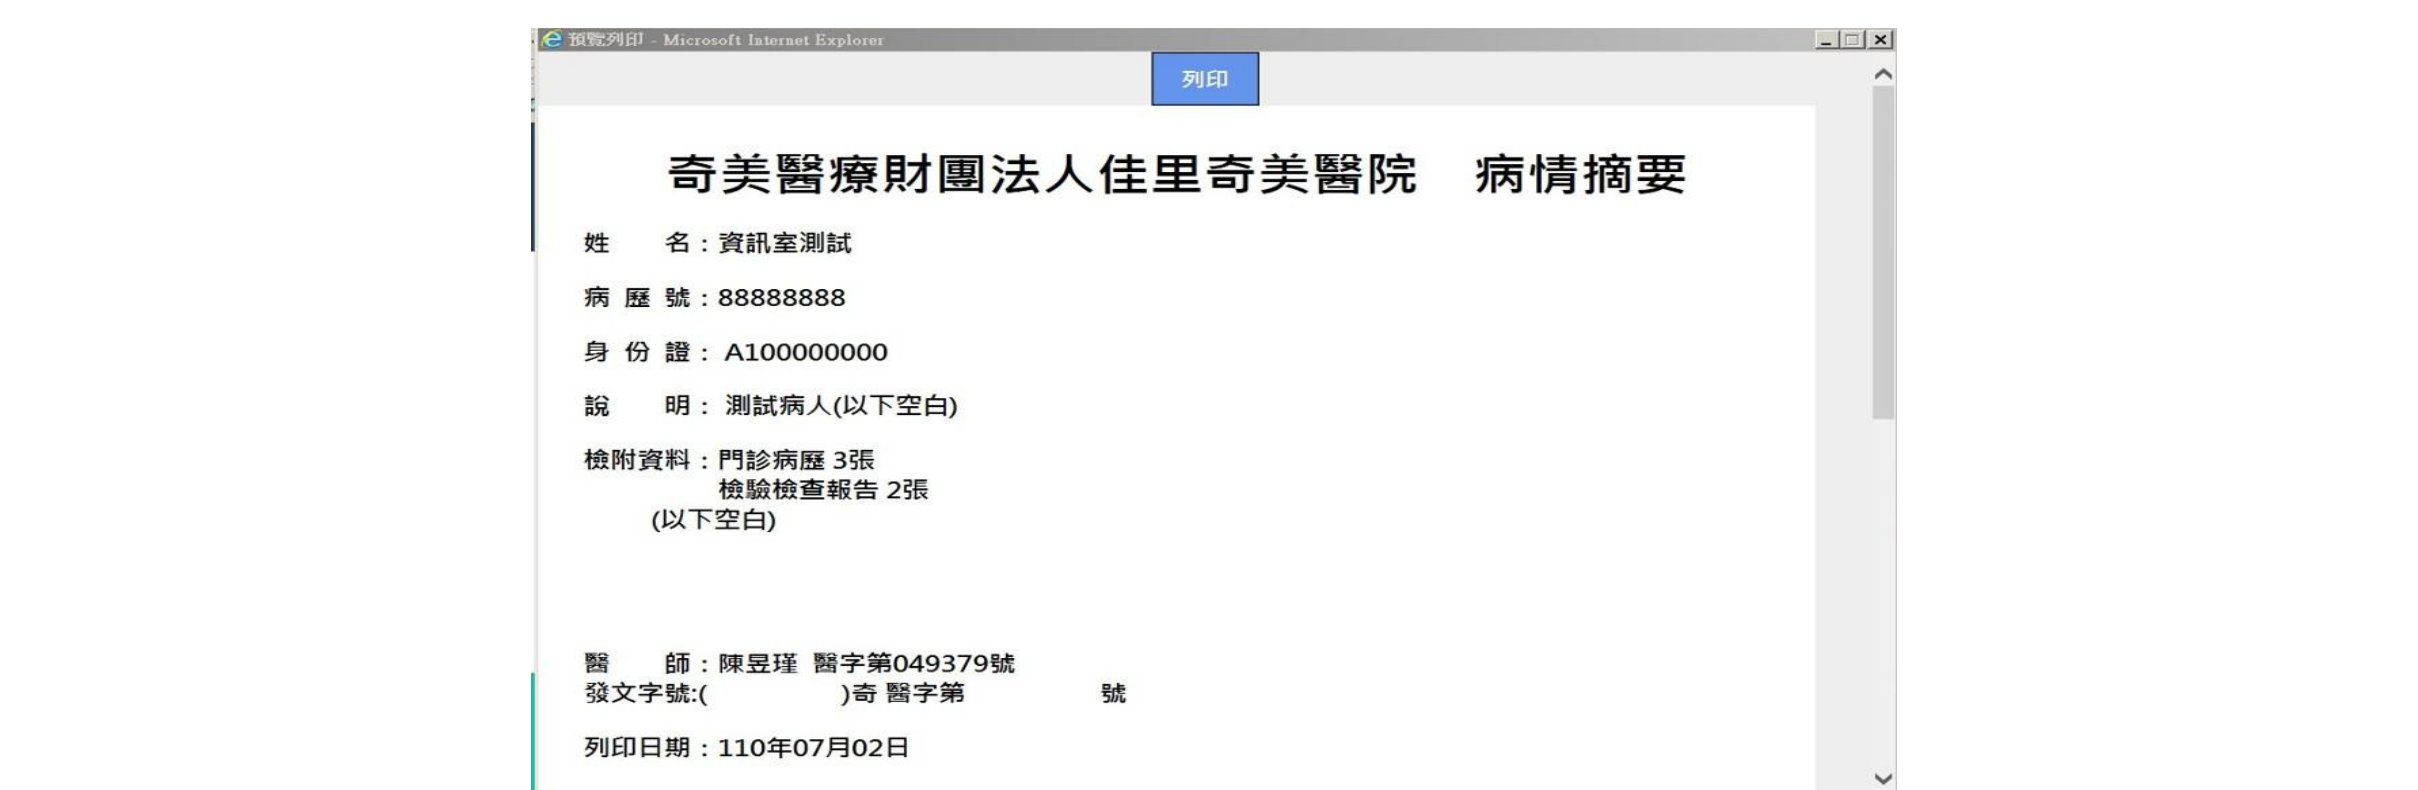 預覽列印 - Microsoft Internet Explorer
列印
奇美醫療財團法人佳里奇美醫院 病情摘要
姓 名：資訊室測試
病 歷 號：88888888
身 份 證： A100000000
說 明： 測試病人(以下空白)
檢附資料：門診病歷 3張
檢驗檢查報告 2張
(以下空白)
醫 師：陳昱瑾 醫字第049379號
發文字號:( )奇 醫字第 號
列印日期：110年07月02日